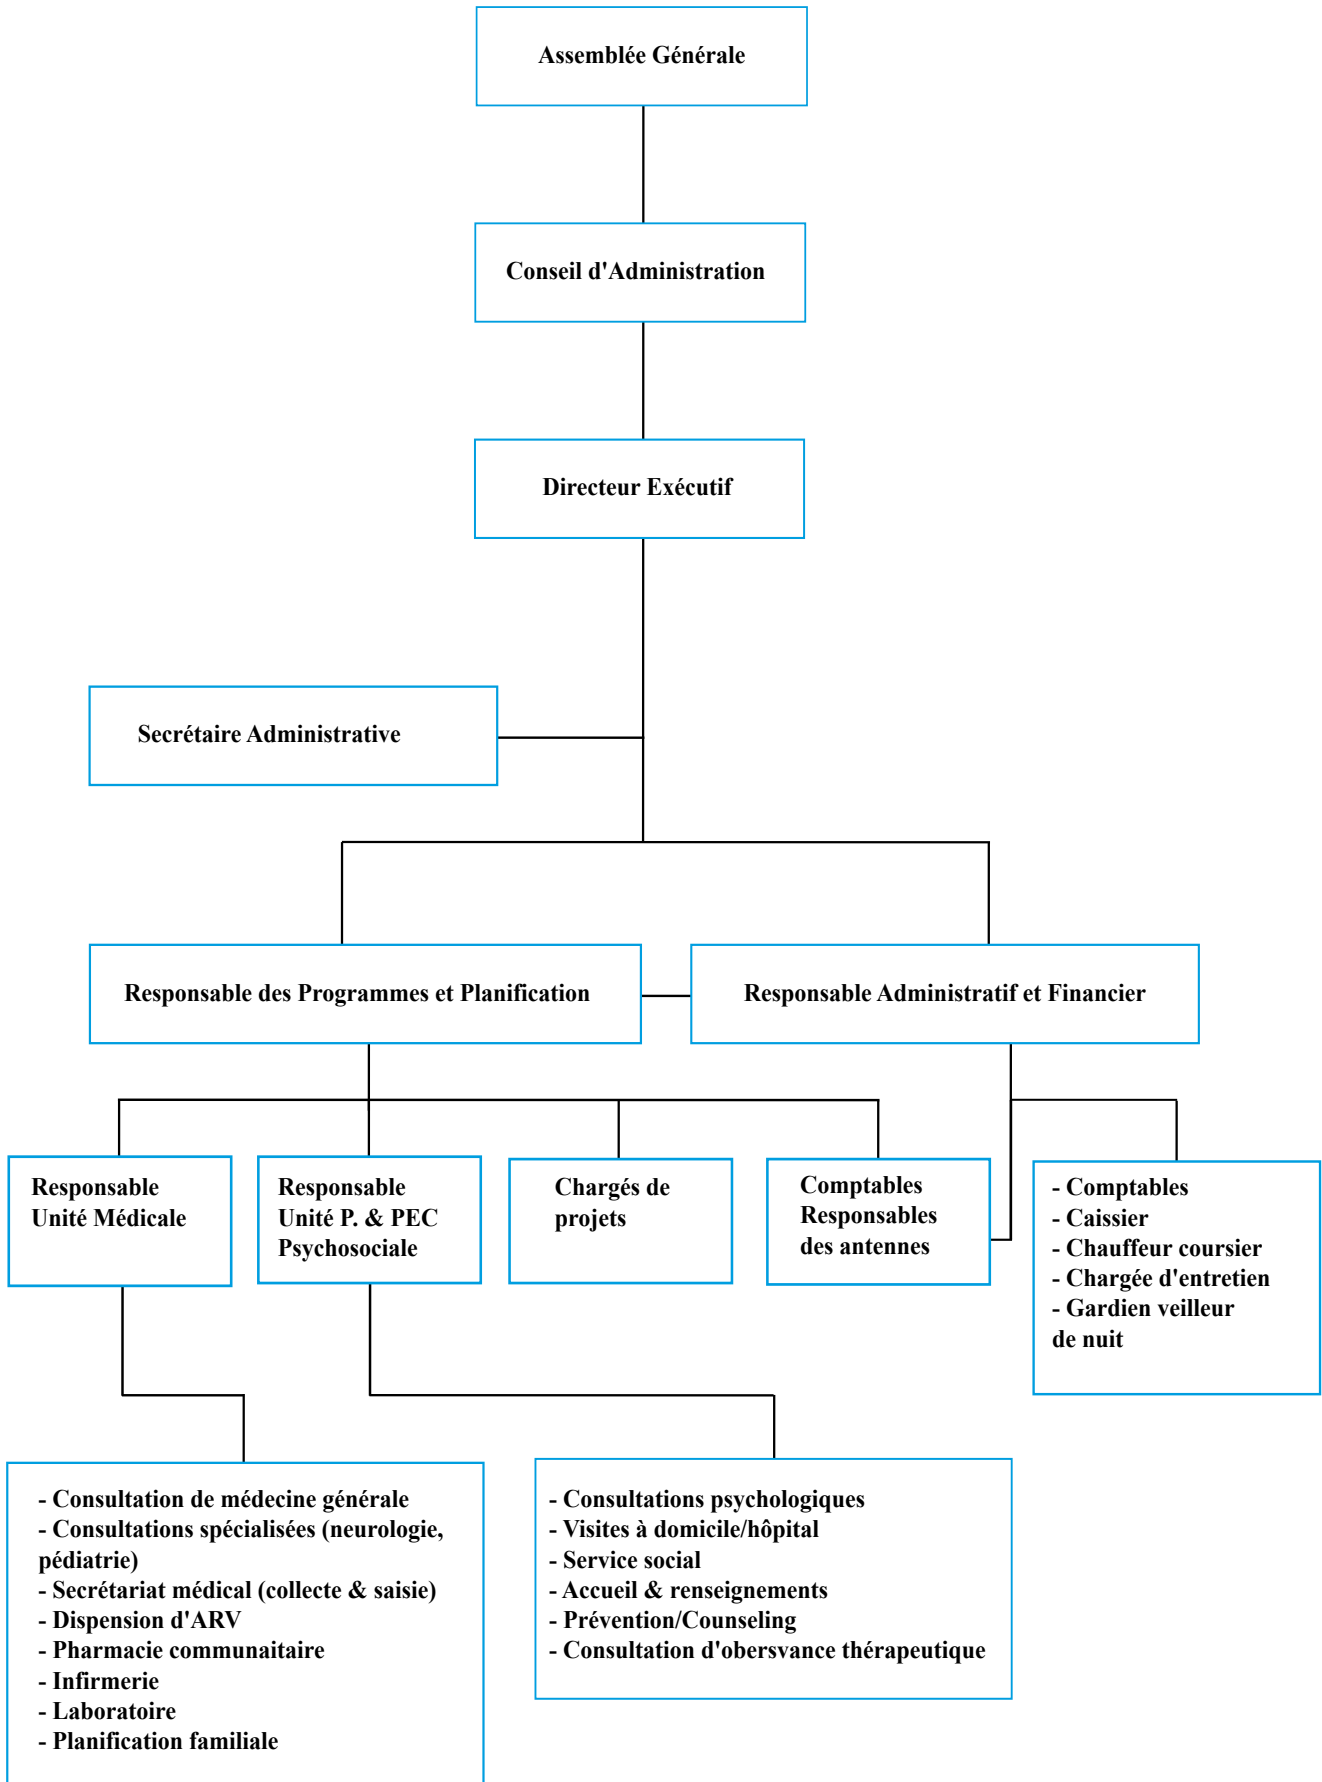 Assemblée Générale
Conseil d'Administration
Directeur Exécutif
Secrétaire Administrative
Responsable des Programmes et Planification
Responsable Administratif et Financier
Responsable
Unité Médicale
Responsable
Unité P. & PEC
Psychosociale
Chargés de
projets
Comptables
Responsables
des antennes
- Comptables
- Caissier
- Chauffeur coursier
- Chargée d'entretien
- Gardien veilleur
de nuit
- Consultation de médecine générale
- Consultations spécialisées (neurologie,
pédiatrie)
- Secrétariat médical (collecte & saisie)
- Dispension d'ARV
- Pharmacie communaitaire
- Infirmerie
- Laboratoire
- Planification familiale
- Consultations psychologiques
- Visites à domicile/hôpital
- Service social
- Accueil & renseignements
- Prévention/Counseling
- Consultation d'obersvance thérapeutique